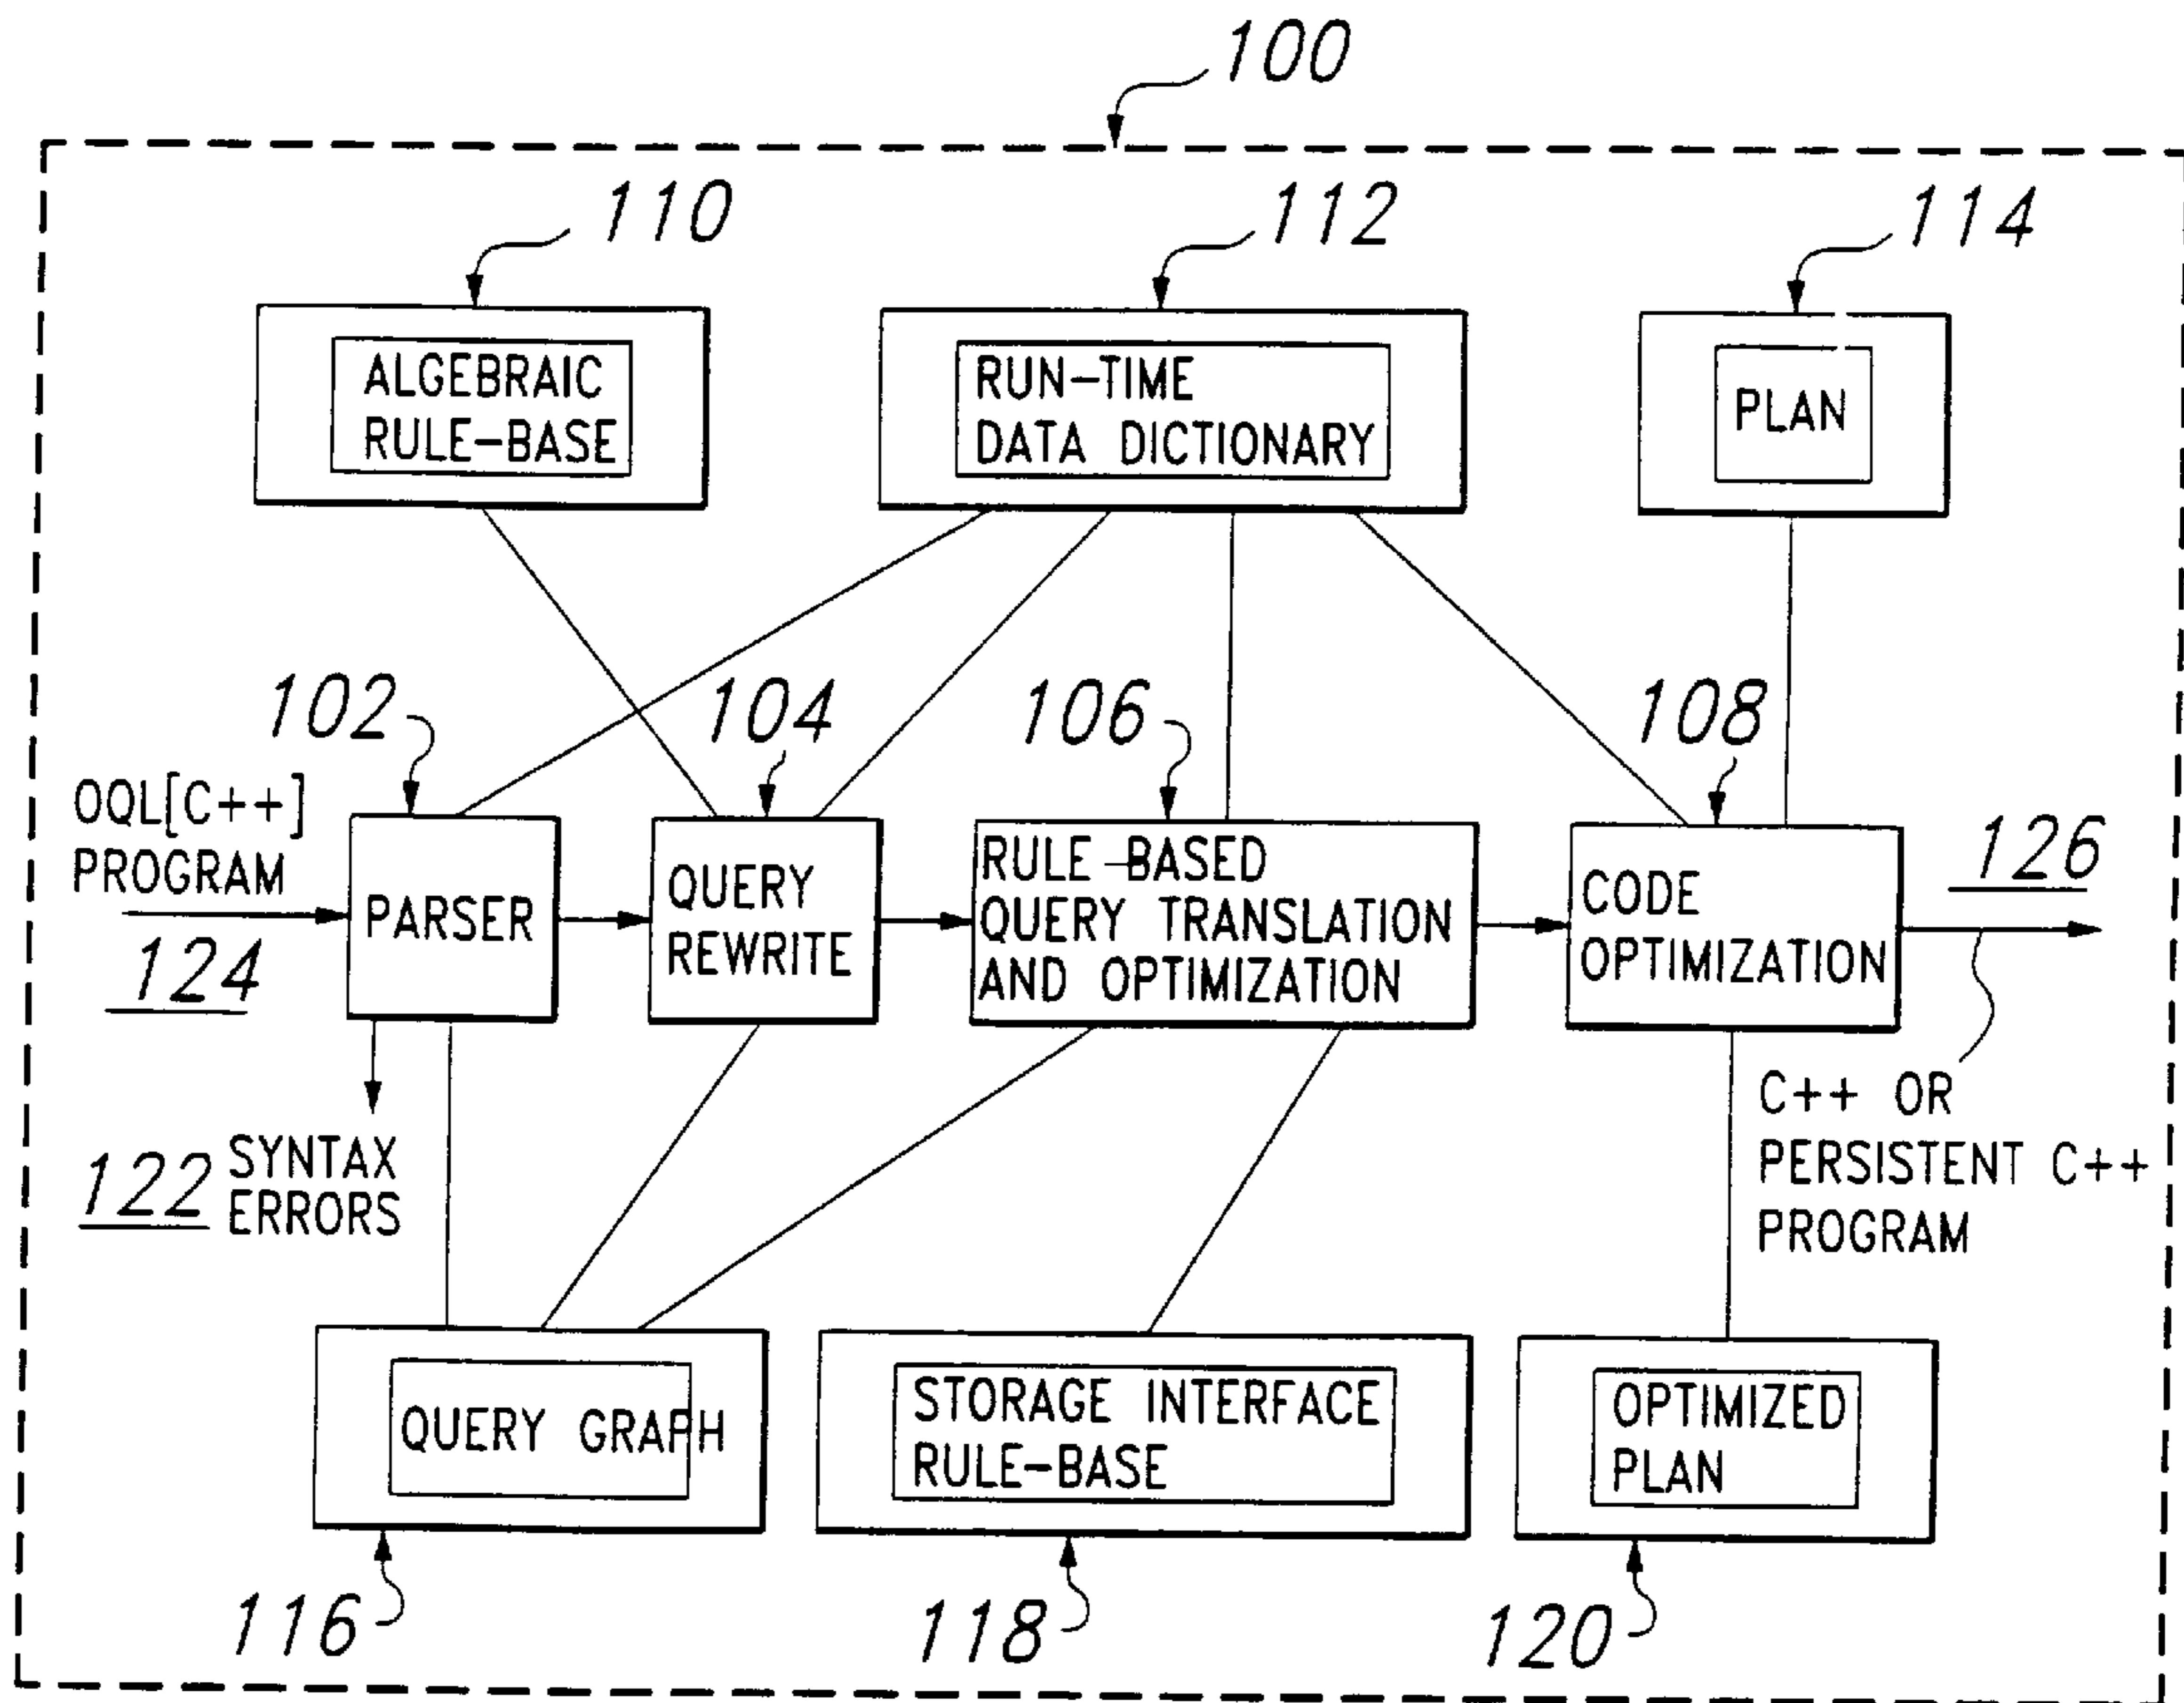 100
110
112
114
ALGEBRAIC
RULE-BASE
RUN-TIME
DATA DICTIONARY
PLAN
102
104
106
108
OQL[C++]
PROGRAM
124
PARSER
QUERY
REWRITE
RULE-BASED
QUERY TRANSLATION
AND OPTIMIZATION
CODE
OPTIMIZATION
126
C++ OR
PERSISTENT C++
PROGRAM
122
SYNTAX
ERRORS
QUERY GRAPH
STORAGE INTERFACE
RULE-BASE
OPTIMIZED
PLAN
116
118
120